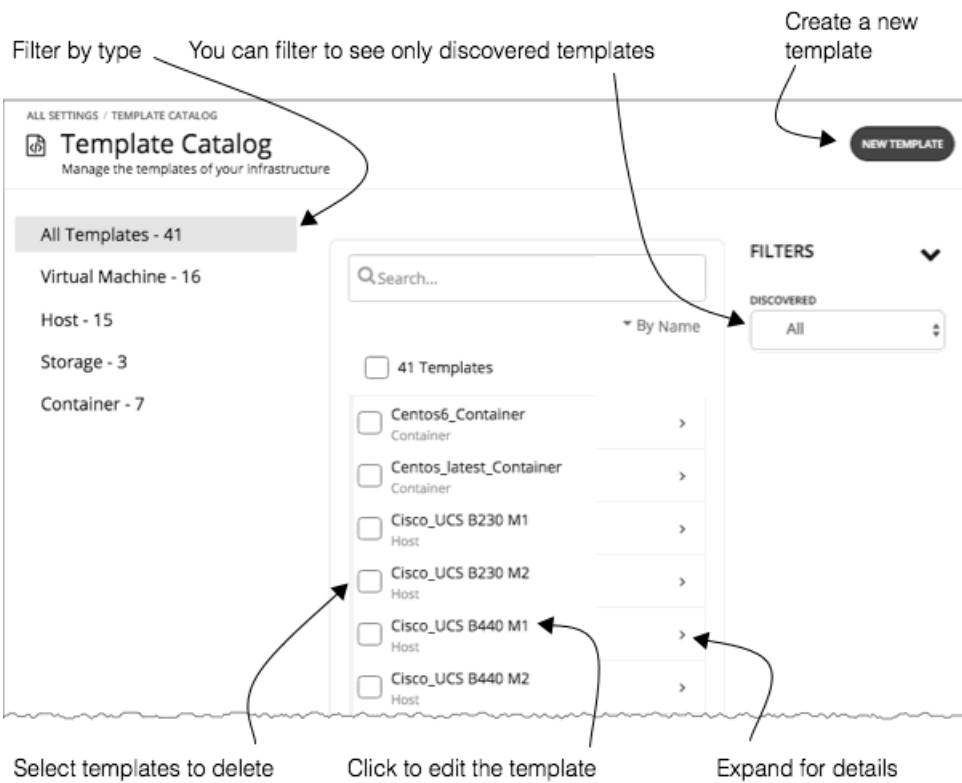 Create a new
template
Filter by type
You can filter to see only discovered templates
ALL SETTINGS / TEMPLATE CATALOG
Template Catalog
Manage the templates of your infrastructure
NEW TEMPLATE
All Templates - 41
Virtual Machine - 16
Host - 15
Storage - 3
Container - 7
Search...
By Name
41 Templates
Centos6_Container
Container
Centos_latest_Container
Container
Cisco_UCS B230 M1
Host
Cisco_UCS B230 M2
Host
Cisco_UCS B440 M1
Host
Cisco_UCS B440 M2
Host
FILTERS
DISCOVERED
All
Select templates to delete
Click to edit the template
Expand for details